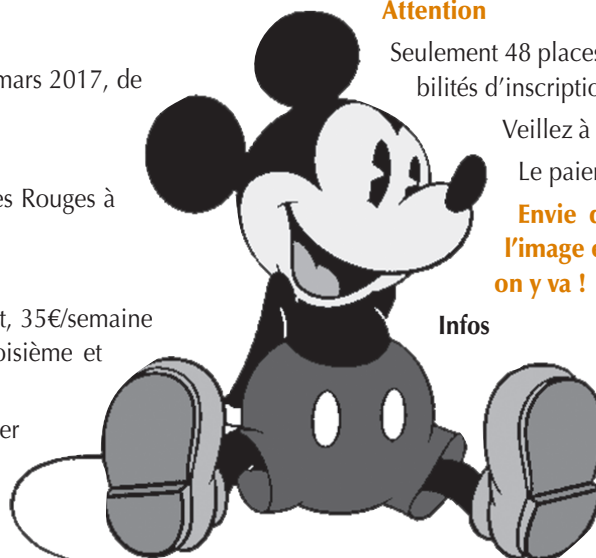 mars 2017, de
es Rouges à
t, 35€/semaine
oisième et
er
Attention
Seulement 48 places
bilités d'inscriptio
Veillez à
Le paier
Envie d
l'image e
on y va !
Infos